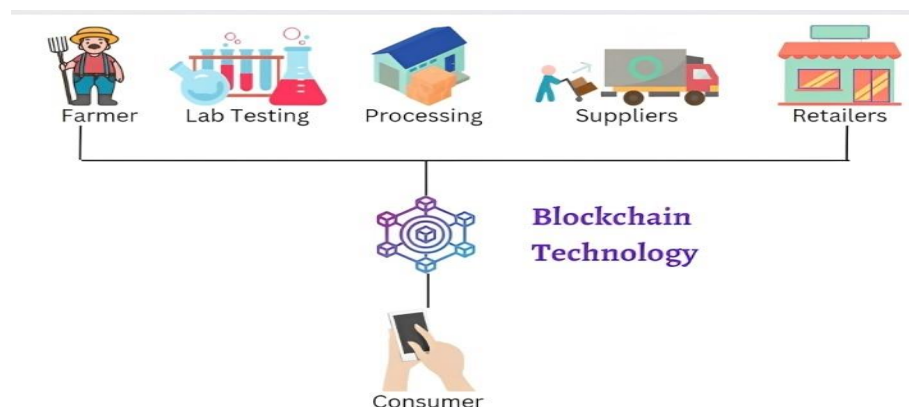 Farmer
Lab Testing
Processing
Suppliers
Retailers
Blockchain
Technology
Consumer